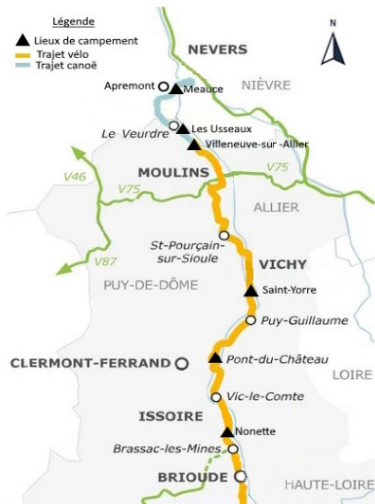 Légende
Lieux de campement
Trajet vélo
Trajet canoë
N
NEVERS
Apremont
Meauce
NIÈVRE
Le Veurdre
Les Usseaux
Villeneuve-sur-Allier
MOULINS
V46
V75
V75
ALLIER
V87
St-Pourçain-
sur-Sioule
VICHY
PUY-DE-DÔME
Saint-Yorre
Puy-Guillaume
CLERMONT-FERRAND
Pont-du-Château
LOIRE
Vic-le-Comte
ISSOIRE
Nonette
Brassac-les-Mines
BRIOUDE
HAUTE-LOIRE